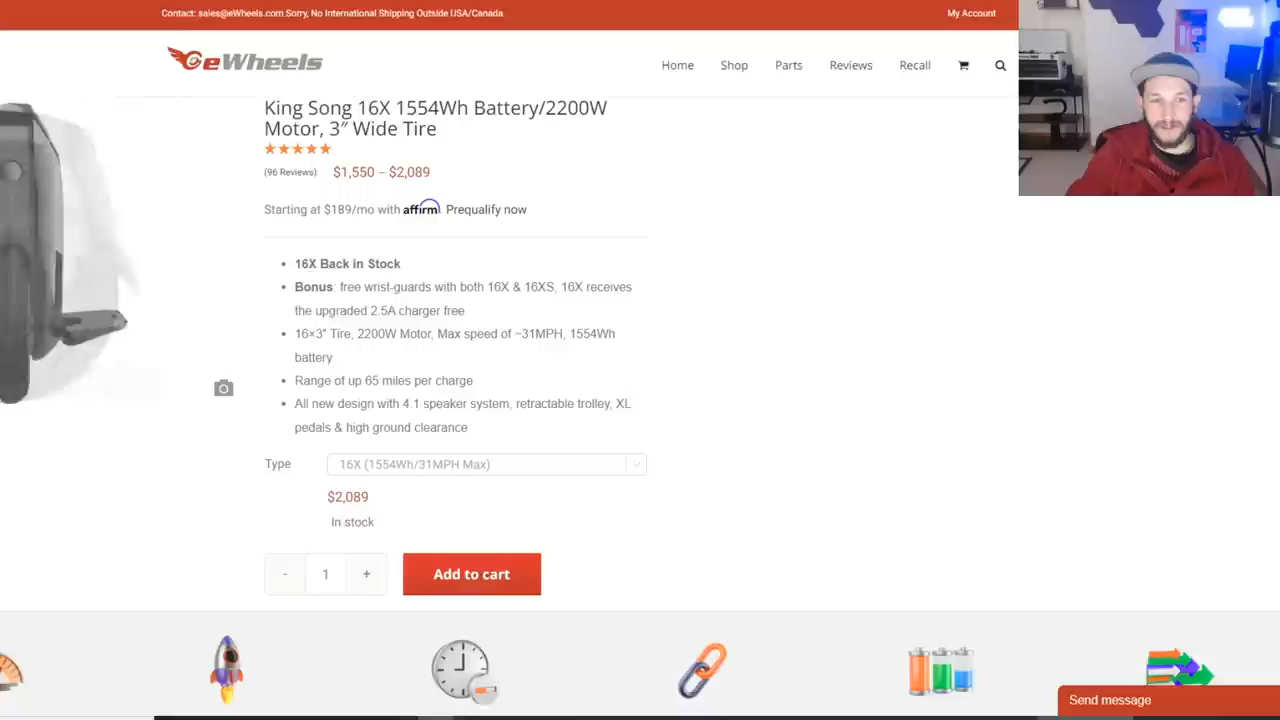 Contact: sales@eWheels.com Sorry, No International Shipping Outside USA/Canada
My Account
eWheels
Home
Shop
Parts
Reviews
Recall
King Song 16X 1554Wh Battery/2200W
Motor, 3″ Wide Tire
(96 Reviews)
$1,550 – $2,089
Starting at $189/mo with affirm Prequalify now
16X Back in Stock
Bonus: free wrist-guards with both 16X & 16XS, 16X receives
the upgraded 2.5A charger free
16×3″ Tire, 2200W Motor, Max speed of ~31MPH, 1554Wh
battery
Range of up 65 miles per charge
All new design with 4.1 speaker system, retractable trolley, XL
pedals & high ground clearance
Type
16X (1554Wh/31MPH Max)
$2,089
In stock
- 1 +
Add to cart
Send message